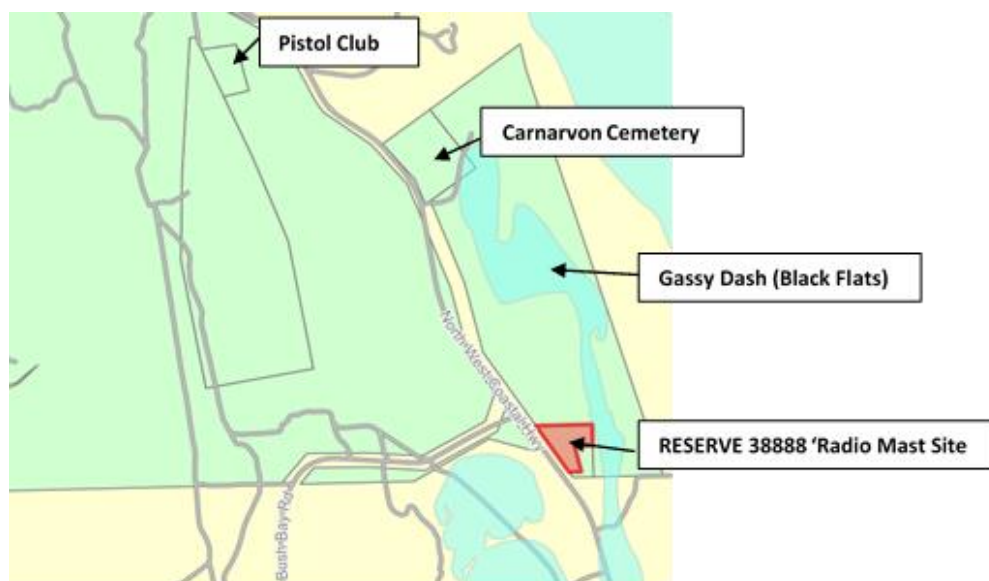 Pistol Club
Carnarvon Cemetery
Gassy Dash (Black Flats)
North West Coastal Hwy
RESERVE 38888 ‘Radio Mast Site
Bush Bay Rd